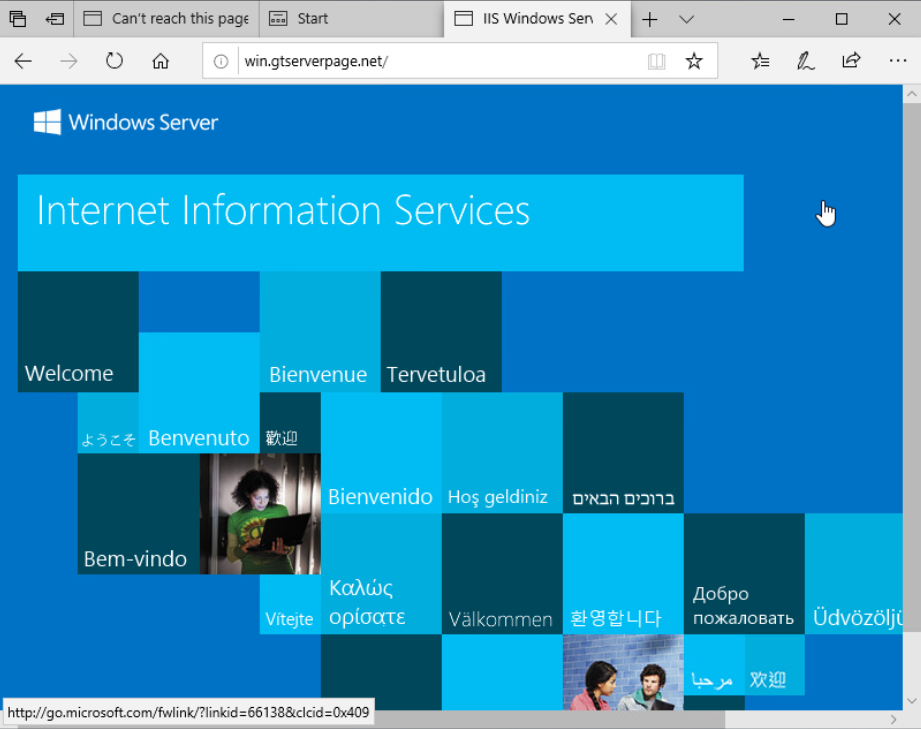 Can't reach this page
Start
IIS Windows Serv
win.gtserverpage.net/
Windows Server
Internet Information Services
Welcome
Bienvenue
Tervetuloa
ようこそ
Benvenuto
歡迎
Bienvenido
Hoş geldiniz
ברוכים הבאים
Bem-vindo
Vítejte
Καλώς
ορίσατε
Välkommen
환영합니다
Добро
пожаловать
Üdvözöljü
مرحبا
欢迎
http://go.microsoft.com/fwlink/?linkid=66138&clcid=0x409